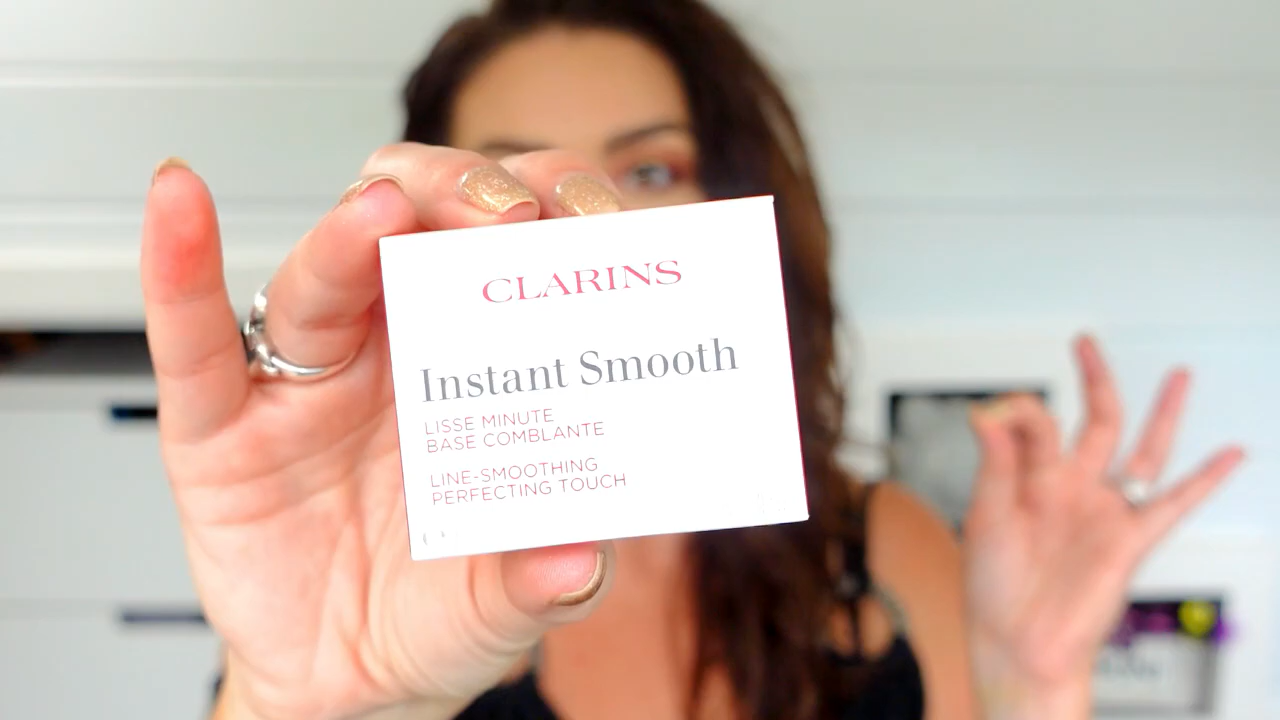 CLARINS
Instant Smooth
LISSE MINUTE
BASE COMBLANTE
LINE-SMOOTHING
PERFECTING TOUCH